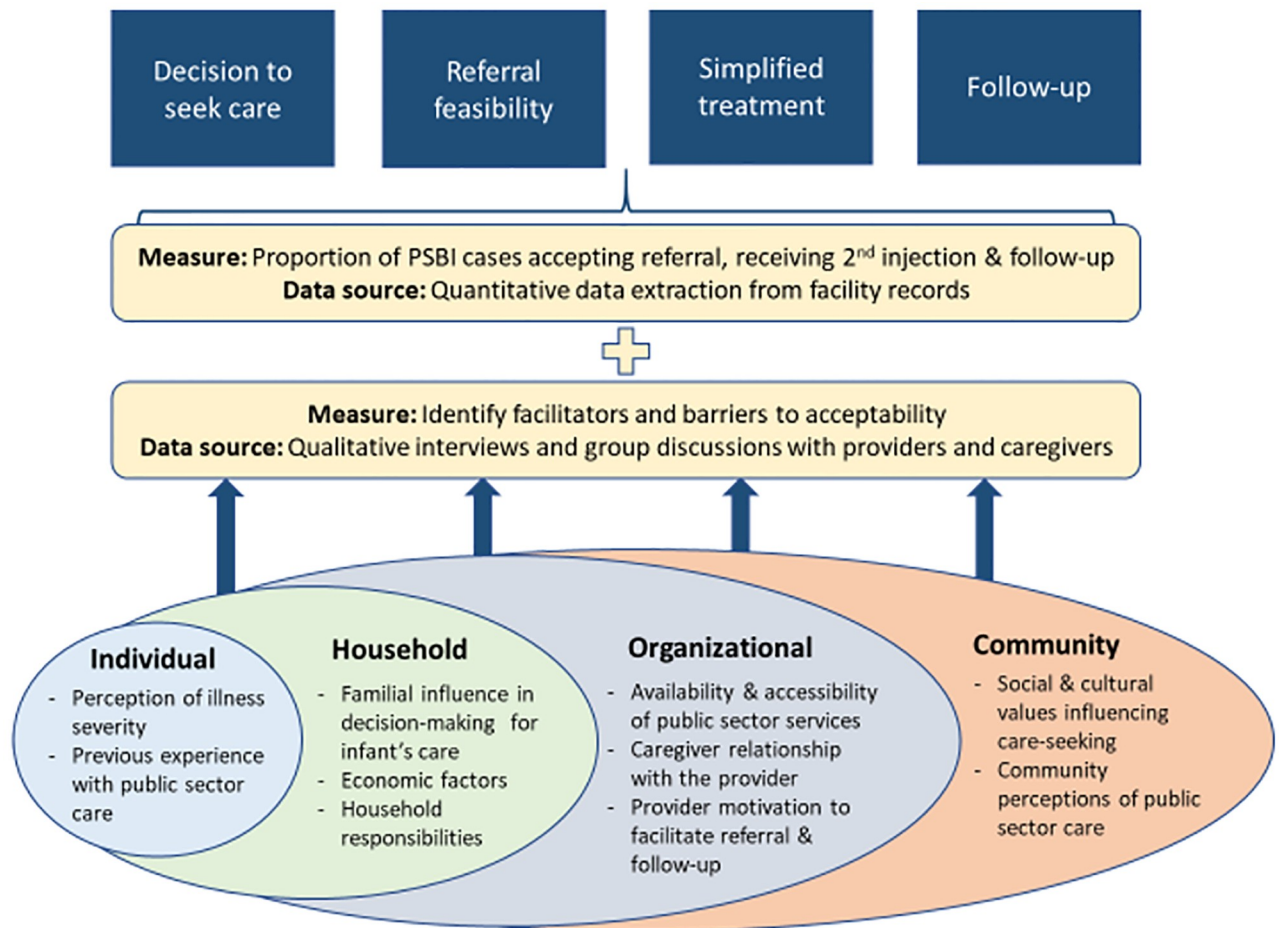 Decision to
seek care
Referral
feasibility
Simplified
treatment
Follow-up
Measure: Proportion of PSBI cases accepting referral, receiving 2nd injection & follow-up
Data source: Quantitative data extraction from facility records
Measure: Identify facilitators and barriers to acceptability
Data source: Qualitative interviews and group discussions with providers and caregivers
Individual
- Perception of illness
severity
- Previous experience
with public sector
care
Household
- Familial influence in
decision-making for
infant's care
- Economic factors
- Household
responsibilities
Organizational
- Availability & accessibility
of public sector services
- Caregiver relationship
with the provider
- Provider motivation to
facilitate referral &
follow-up
Community
- Social & cultural
values influencing
care-seeking
- Community
perceptions of public
sector care